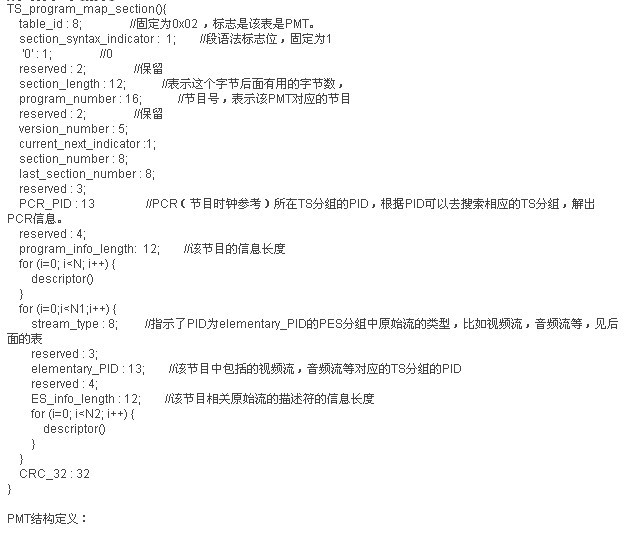 TS_program_map_section(){
table_id : 8;　　　　//固定为0x02 ，标志是该表是PMT。
section_syntax_indicator :  1;　　//段语法标志位，固定为1
'0' : 1;　　　　//0
reserved : 2;　　　　//保留
section_length : 12;　　　//表示这个字节后面有用的字节数，
program_number : 16;　　　//节目号，表示该PMT对应的节目
reserved : 2;　　　　//保留
version_number : 5;
current_next_indicator :1;
section_number : 8;
last_section_number : 8;
reserved : 3;
PCR_PID : 13　　　　//PCR（节目时钟参考）所在TS分组的PID，根据PID可以去搜索相应的TS分组，解出
PCR信息。
reserved : 4;
program_info_length:  12;　　//该节目的信息长度
for (i=0; i<N; i++) {
descriptor()
}
for (i=0;i<N1;i++) {
stream_type : 8;　　//指示了PID为elementary_PID的PES分组中原始流的类型，比如视频流，音频流等，见后
面的表
reserved : 3;
elementary_PID : 13;　　//该节目中包括的视频流，音频流等对应的TS分组的PID
reserved : 4;
ES_info_length : 12;　　//该节目相关原始流的描述符的信息长度
for (i=0; i<N2; i++) {
descriptor()
}
}
CRC_32 : 32
}
PMT结构定义：